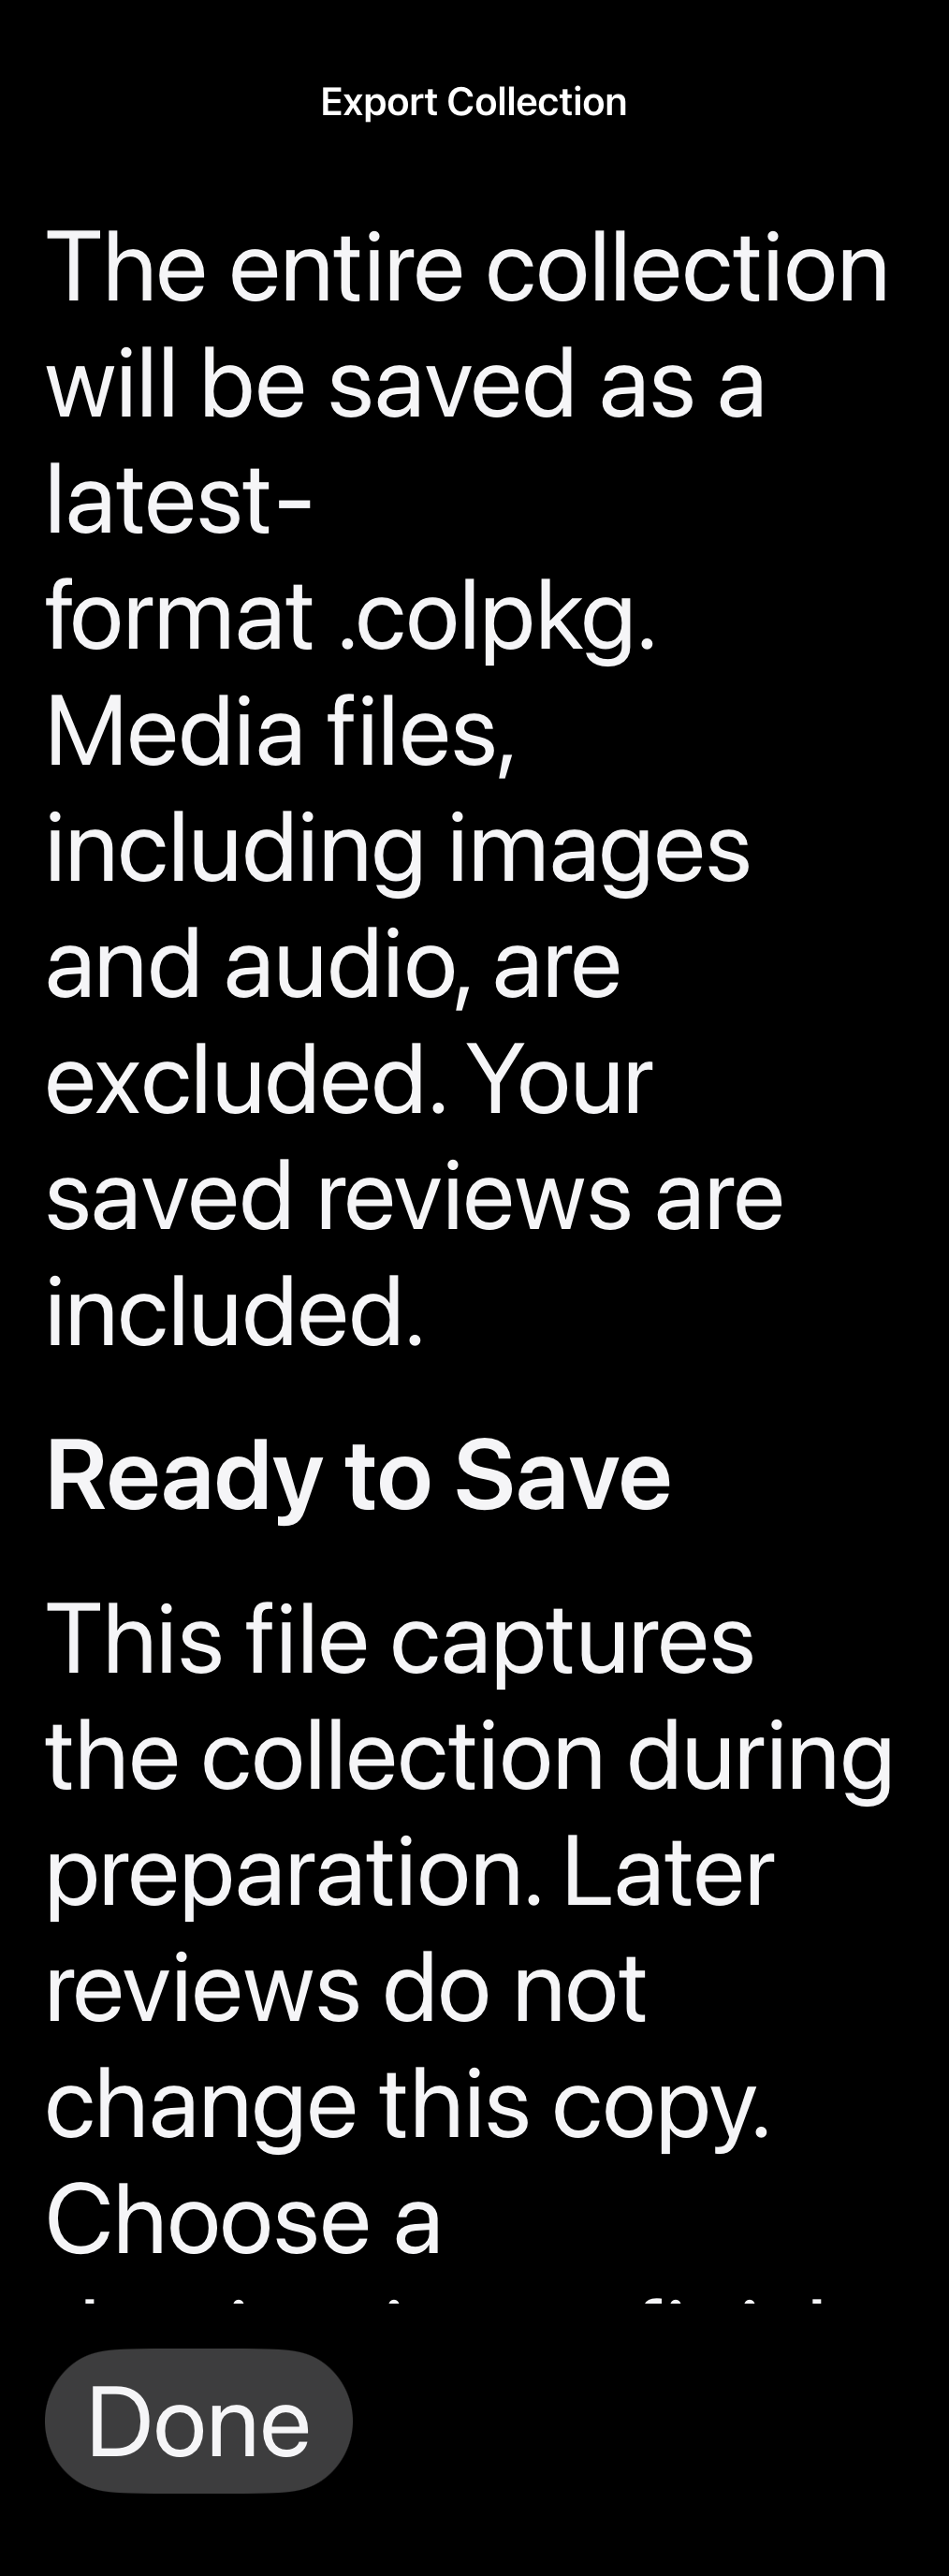 Export Collection
The entire collection
will be saved as a
latest-
format .colpkg.
Media files,
including images
and audio, are
excluded. Your
saved reviews are
included.
Ready to Save
This file captures
the collection during
preparation. Later
reviews do not
change this copy.
Choose a
Done